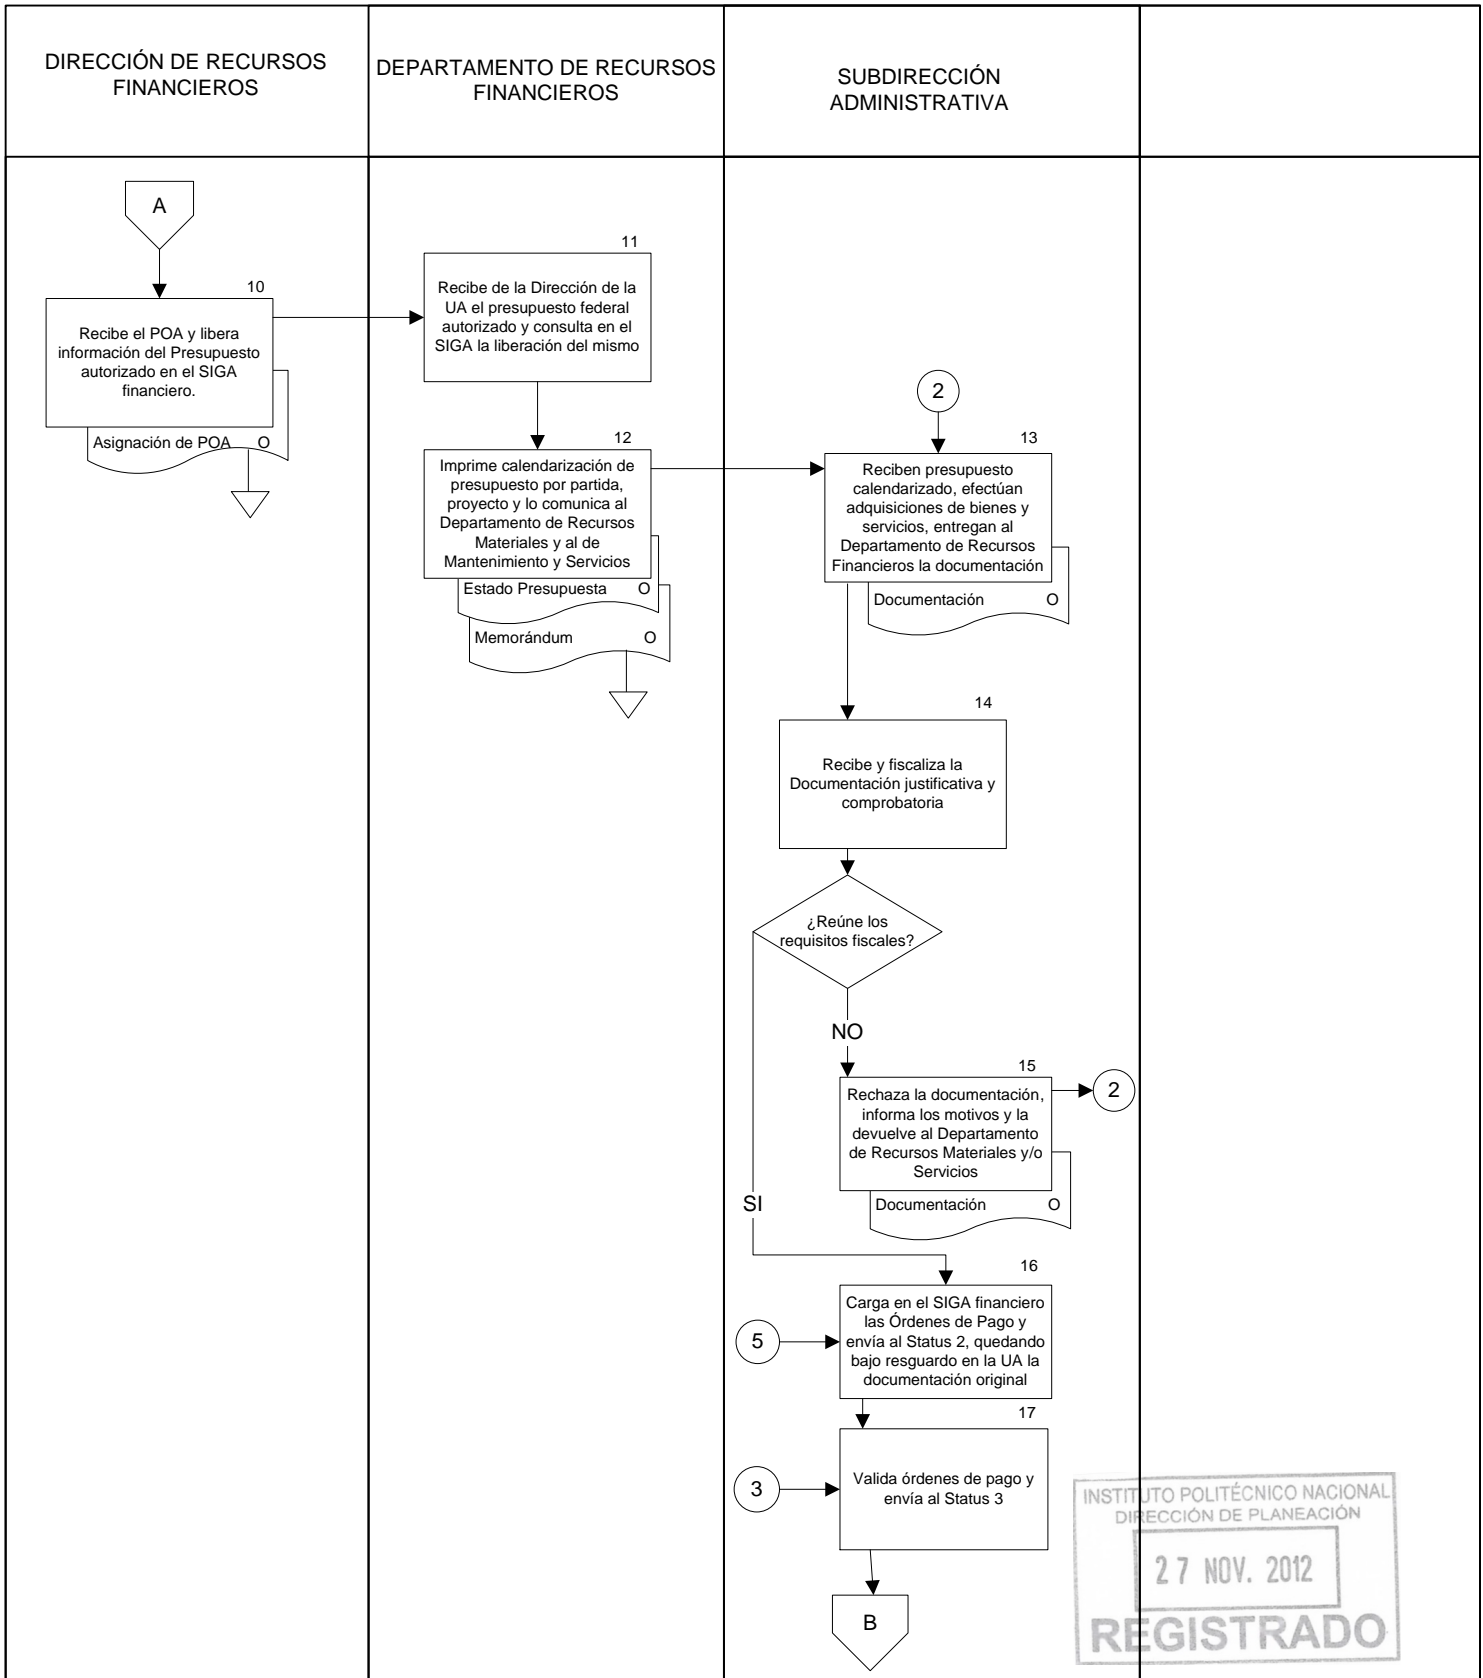 DIRECCIÓN DE RECURSOS
FINANCIEROS
DEPARTAMENTO DE RECURSOS
FINANCIEROS
SUBDIRECCIÓN
ADMINISTRATIVA
A
10
Recibe el POA y libera
información del Presupuesto
autorizado en el SIGA
financiero.
Asignación de POA O
11
Recibe de la Dirección de la
UA el presupuesto federal
autorizado y consulta en el
SIGA la liberación del mismo
12
Imprime calendarización de
presupuesto por partida,
proyecto y lo comunica al
Departamento de Recursos
Materiales y al de
Mantenimiento y Servicios
Estado Presupuesta O
Memorándum O
2
13
Reciben presupuesto
calendarizado, efectúan
adquisiciones de bienes y
servicios, entregan al
Departamento de Recursos
Financieros la documentación
Documentación O
14
Recibe y fiscaliza la
Documentación justificativa y
comprobatoria
¿Reúne los
requisitos fiscales?
NO
15
Rechaza la documentación,
informa los motivos y la
devuelve al Departamento
de Recursos Materiales y/o
Servicios
2
Documentación O
SI
16
Carga en el SIGA financiero
las Órdenes de Pago y
envía al Status 2, quedando
bajo resguardo en la UA la
documentación original
5
17
Valida órdenes de pago y
envía al Status 3
3
B
INSTITUTO POLITÉCNICO NACIONAL
DIRECCIÓN DE PLANEACIÓN
27 NOV. 2012
REGISTRADO